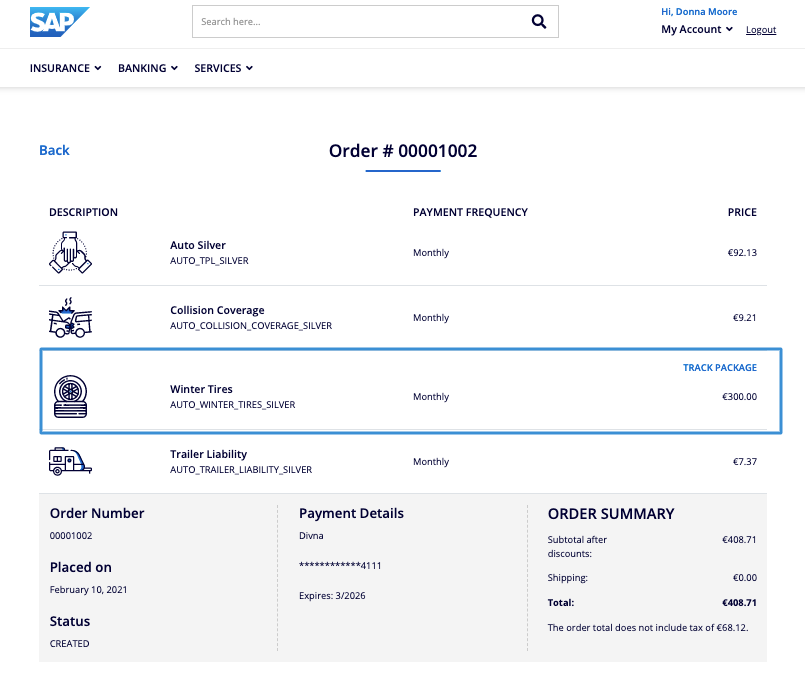 SAP
Search here...
Hi, Donna Moore
My Account
Logout
INSURANCE BANKING SERVICES
Back
Order # 00001002
DESCRIPTION PAYMENT FREQUENCY PRICE
Auto Silver
AUTO_TPL_SILVER
Monthly
€92.13
Collision Coverage
AUTO_COLLISION_COVERAGE_SILVER
Monthly
€9.21
TRACK PACKAGE
Winter Tires
AUTO_WINTER_TIRES_SILVER
Monthly
€300.00
Trailer Liability
AUTO_TRAILER_LIABILITY_SILVER
Monthly
€7.37
Order Number
00001002
Placed on
February 10, 2021
Status
CREATED
Payment Details
Divna
************4111
Expires: 3/2026
ORDER SUMMARY
Subtotal after
discounts:
€408.71
Shipping: €0.00
Total: €408.71
The order total does not include tax of €68.12.